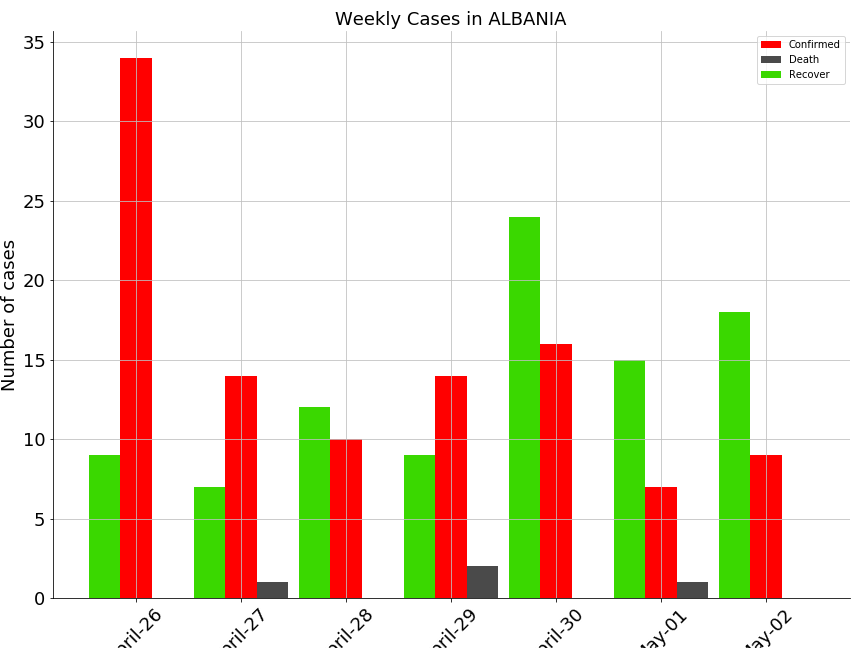 Weekly Cases in ALBANIA
Confirmed
Death
Recover
Number of cases
35
30
25
20
15
10
5
0
pril-26
pril-27
pril-28
pril-29
pril-30
May-01
May-02